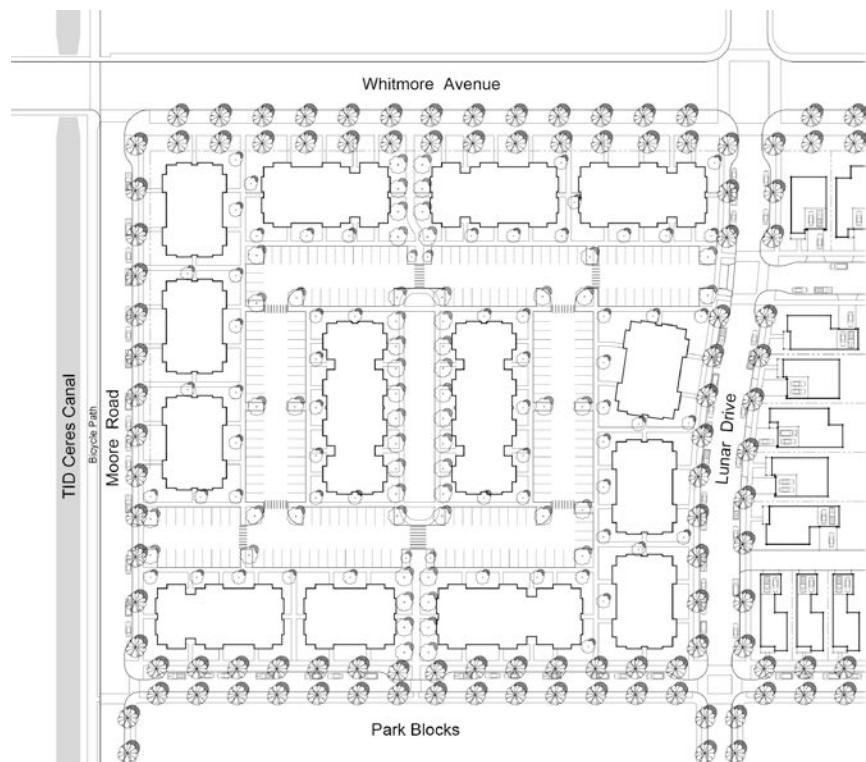 Whitmore Avenue
TID Ceres Canal
Bicycle Path
Moore Road
Lunar Drive
Park Blocks